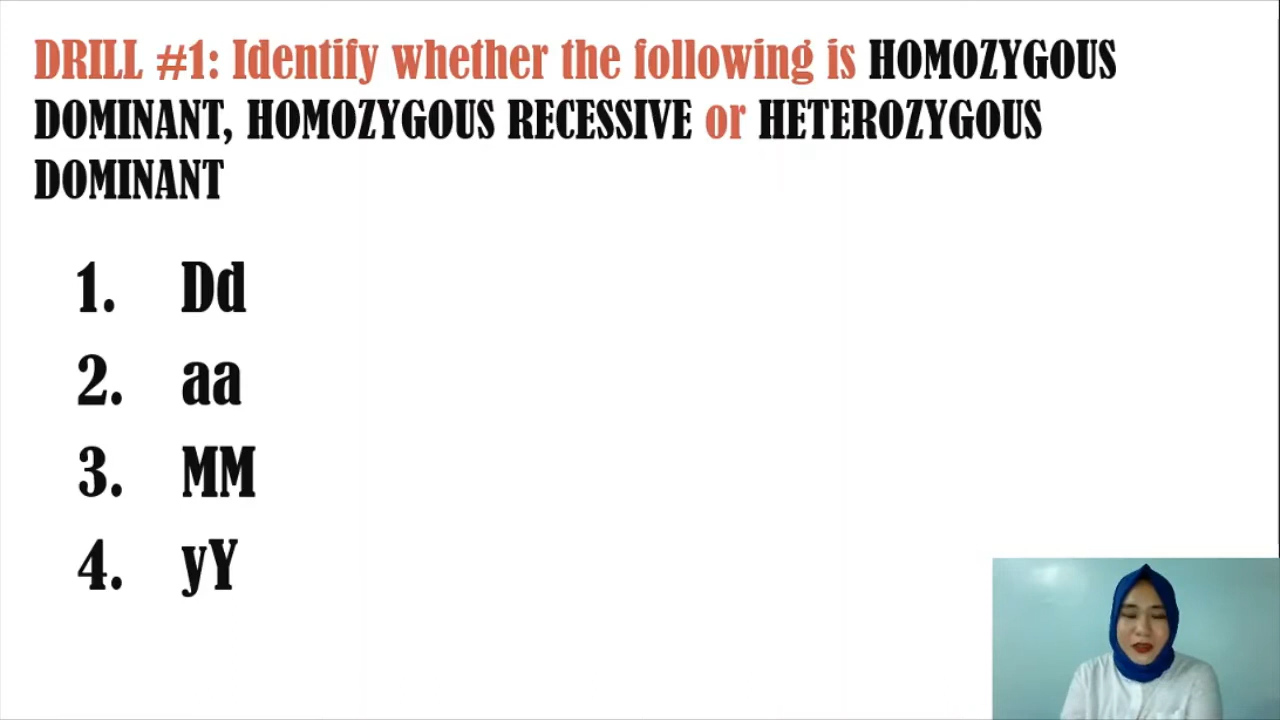 DRILL #1: Identify whether the following is HOMOZYGOUS
DOMINANT, HOMOZYGOUS RECESSIVE or HETEROZYGOUS
DOMINANT
1. Dd
2. aa
3. MM
4. yY